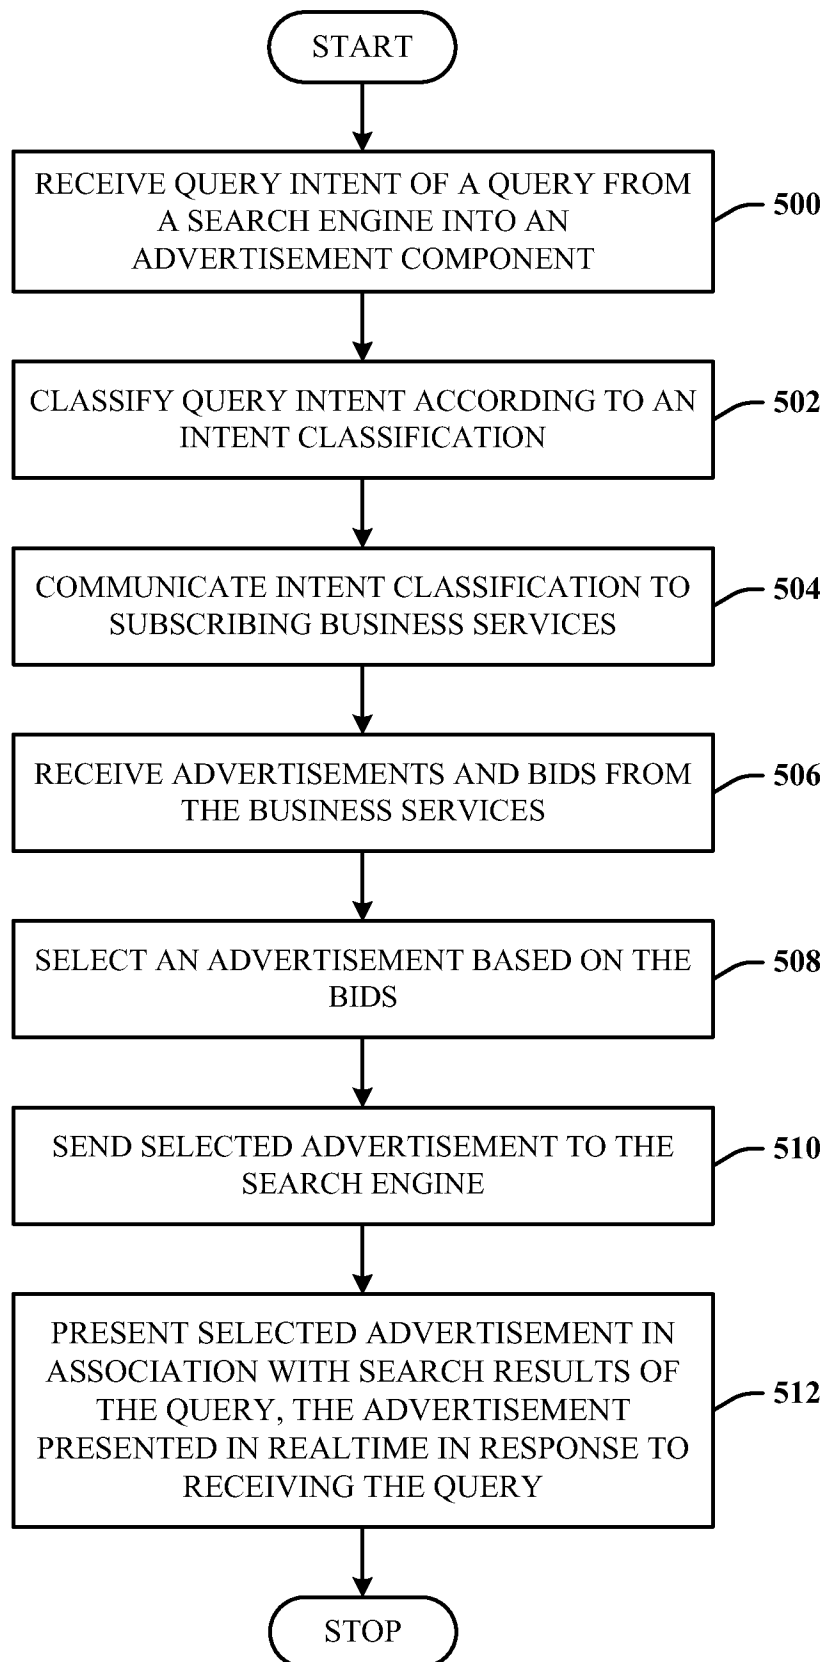 START
RECEIVE QUERY INTENT OF A QUERY FROM
A SEARCH ENGINE INTO AN
ADVERTISEMENT COMPONENT
500
CLASSIFY QUERY INTENT ACCORDING TO AN
INTENT CLASSIFICATION
502
COMMUNICATE INTENT CLASSIFICATION TO
SUBSCRIBING BUSINESS SERVICES
504
RECEIVE ADVERTISEMENTS AND BIDS FROM
THE BUSINESS SERVICES
506
SELECT AN ADVERTISEMENT BASED ON THE
BIDS
508
SEND SELECTED ADVERTISEMENT TO THE
SEARCH ENGINE
510
PRESENT SELECTED ADVERTISEMENT IN
ASSOCIATION WITH SEARCH RESULTS OF
THE QUERY, THE ADVERTISEMENT
PRESENTED IN REALTIME IN RESPONSE TO
RECEIVING THE QUERY
512
STOP